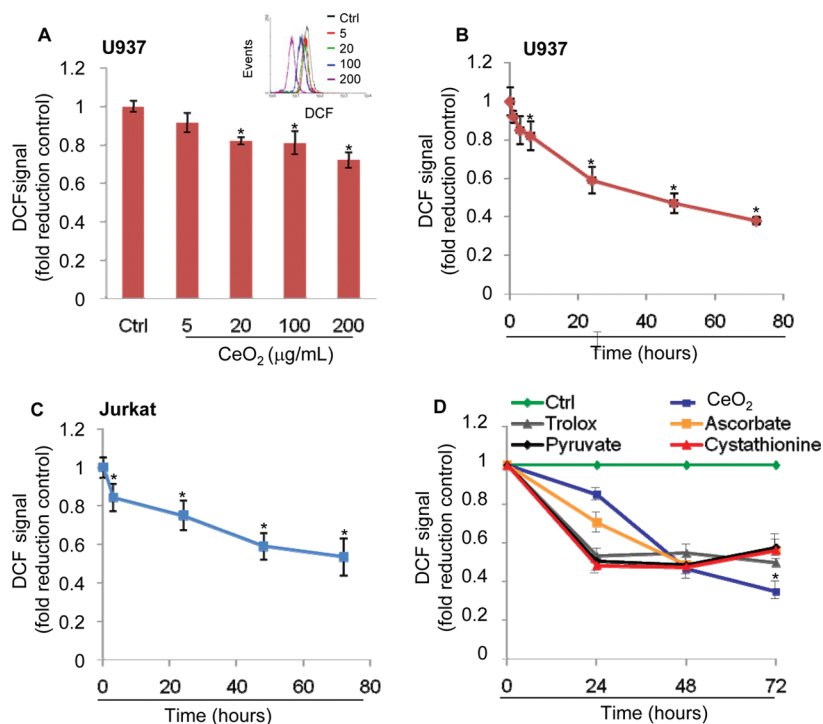 A
U937
DCFsignal
(fold reduction control)
1.2
1
0.8
0.6
0.4
0.2
0
Ctrl 5 20 100 200
CeO2 (μg/mL)
* * *
Events
DCF
Ctrl
5
20
100
200
B
U937
DCF signal
(fold reduction control)
1.2
1
0.8
0.6
0.4
0.2
0
0 20 40 60 80
Time (hours)
* * * *
C
Jurkat
DCF signal
(fold reduction control)
1.2
1
0.8
0.6
0.4
0.2
0
0 20 40 60 80
Time (hours)
* * * *
D
Ctrl CeO2
Trolox Ascorbate
Pyruvate Cystathionine
DCF signal
(fold reduction control)
1.2
1
0.8
0.6
0.4
0.2
0
0 24 48 72
Time (hours)
*